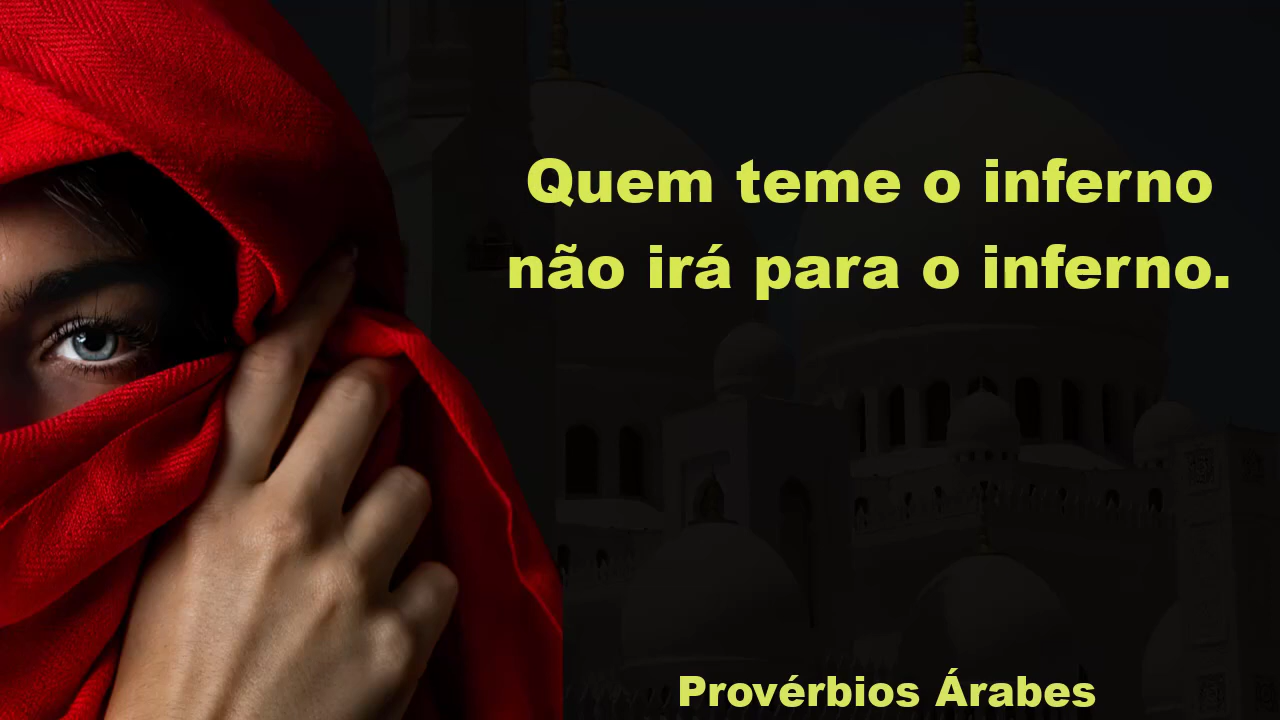 Quem teme o inferno
não irá para o inferno.
Provérbios Árabes